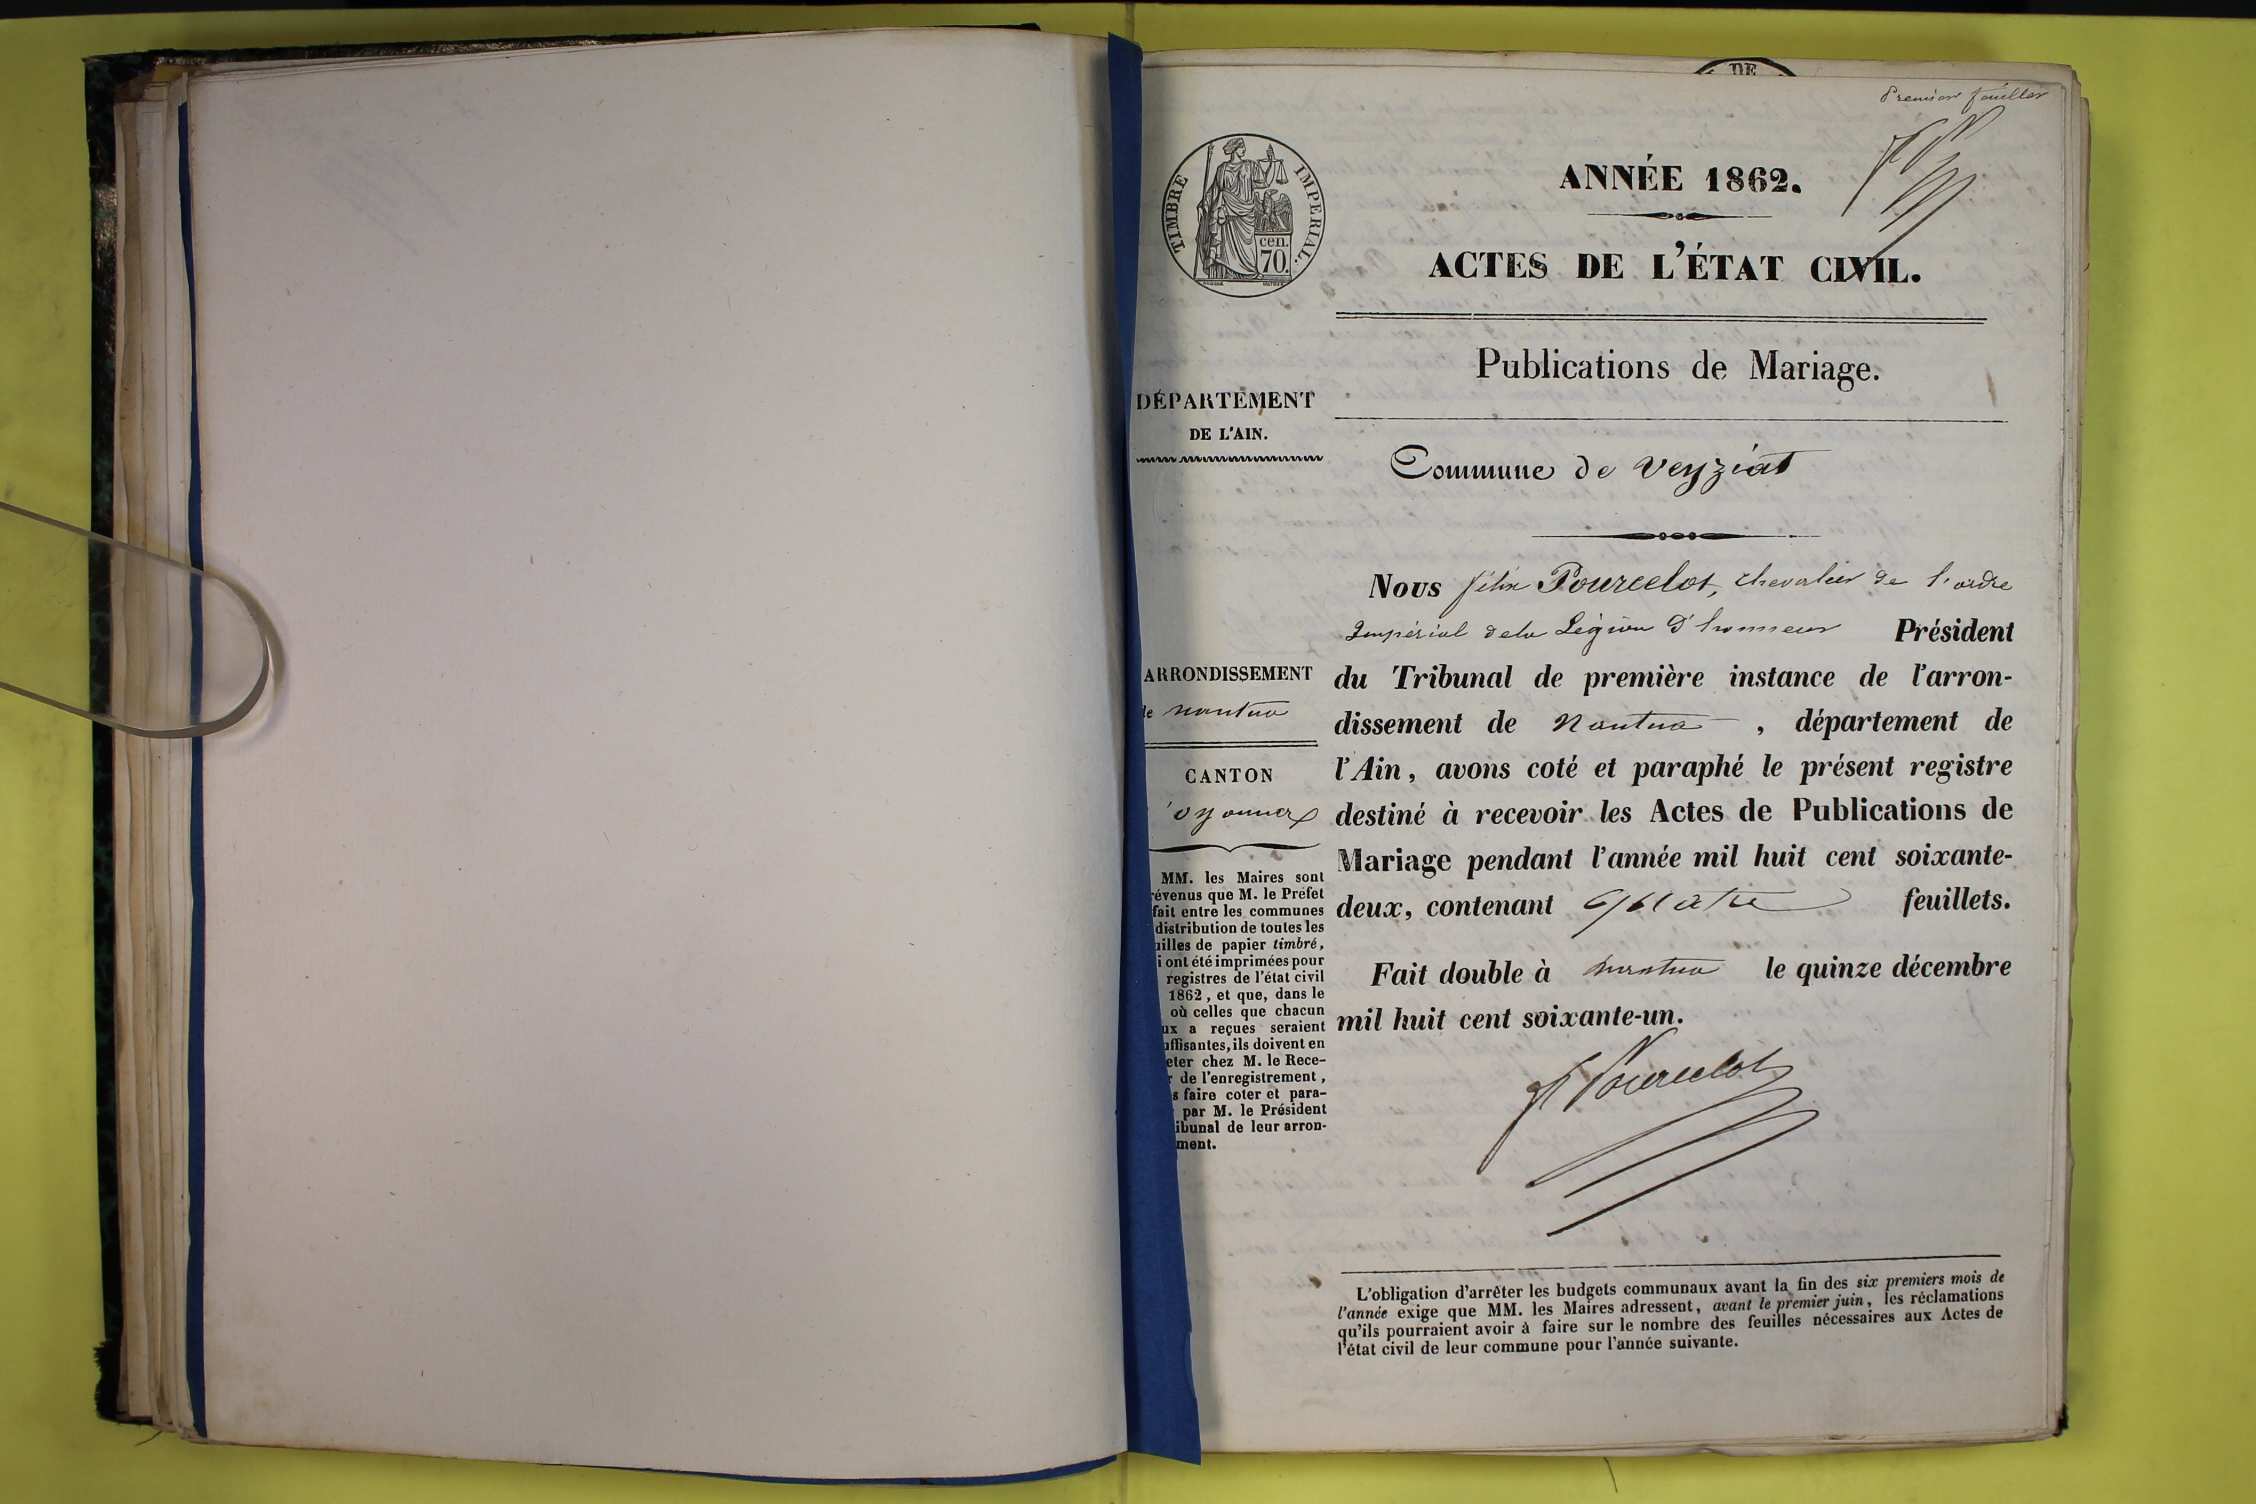 DE
Premier feuillet
TIMBRE IMPERIAL.
cen.
70.
ANNÉE 1862.
ACTES DE L'ÉTAT CIVIL.
Publications de Mariage.
DÉPARTEMENT
DE L'AIN.
Commune de Veyziat
Nous félix Pourcelot, chevalier de l'ordre
Impérial de la Légion d'honneur Président
du Tribunal de première instance de l'arron-
dissement de Nantua, département de
l'Ain, avons coté et paraphé le présent registre
destiné à recevoir les Actes de Publications de
Mariage pendant l'année mil huit cent soixante-
deux, contenant quatre feuillets.
Fait double à nantua le quinze décembre
mil huit cent soixante-un.
f Pourcelot
ARRONDISSEMENT
de nantua
CANTON
'oyonnax
MM. les Maires sont
révenus que M. le Préfet
fait entre les communes
distribution de toutes les
uilles de papier timbré,
i ont été imprimées pour
registres de l'état civil
1862, et que, dans le
où celles que chacun
ux a reçues seraient
uffisantes, ils doivent en
eter chez M. le Rece-
r de l'enregistrement,
s faire coter et para-
par M. le Président
ibunal de leur arron-
ment.
L'obligation d'arrêter les budgets communaux avant la fin des six premiers mois de
l'année exige que MM. les Maires adressent, avant le premier juin, les réclamations
qu'ils pourraient avoir à faire sur le nombre des feuilles nécessaires aux Actes de
l'état civil de leur commune pour l'année suivante.